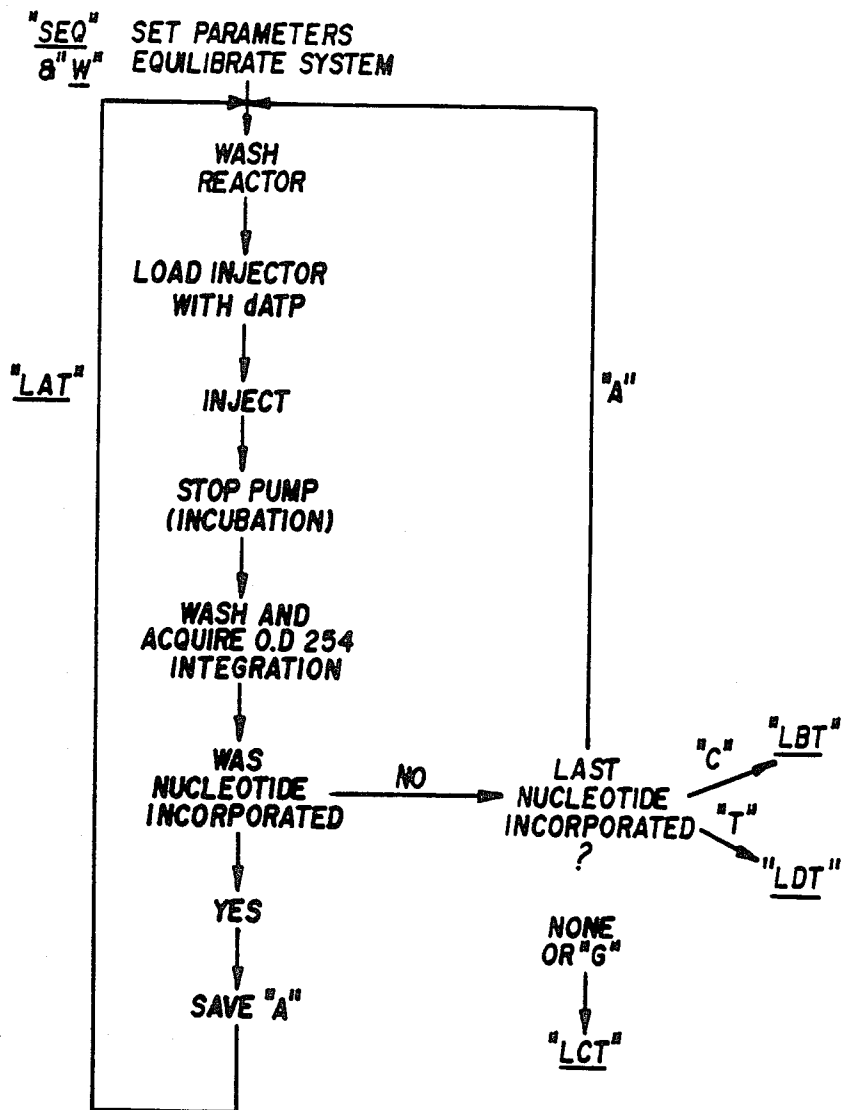 "SEQ" SET PARAMETERS
&"W" EQUILIBRATE SYSTEM
WASH
REACTOR
LOAD INJECTOR
WITH dATP
"LAT"
"A"
INJECT
STOP PUMP
(INCUBATION)
WASH AND
ACQUIRE O.D 254
INTEGRATION
WAS
NUCLEOTIDE
INCORPORATED
NO
LAST
NUCLEOTIDE
INCORPORATED
?
"C"
"LBT"
"T"
"LDT"
YES
NONE
OR "G"
SAVE "A"
"LCT"